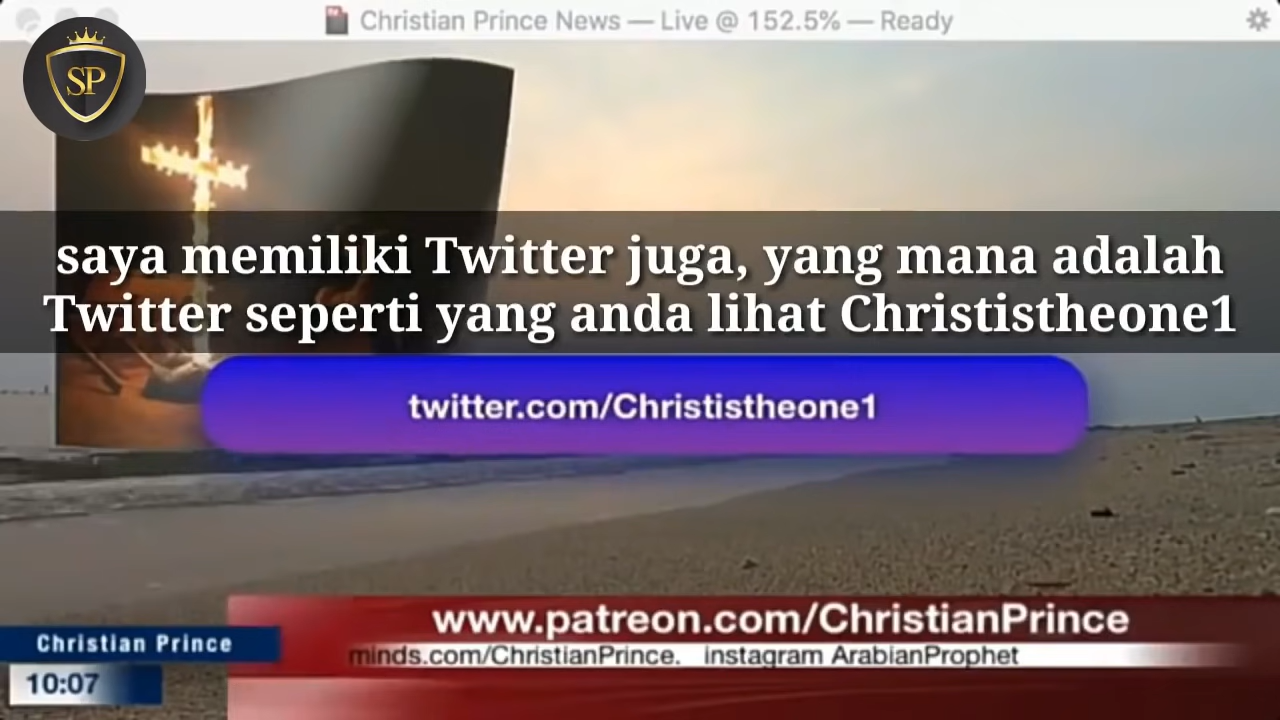 Christian Prince News — Live @ 152.5% — Ready
SP
saya memiliki Twitter juga, yang mana adalah
Twitter seperti yang anda lihat Christistheone1
twitter.com/Christistheone1
www.patreon.com/ChristianPrince
Christian Prince
minds.com/ChristianPrince. instagram ArabianProphet
10:07